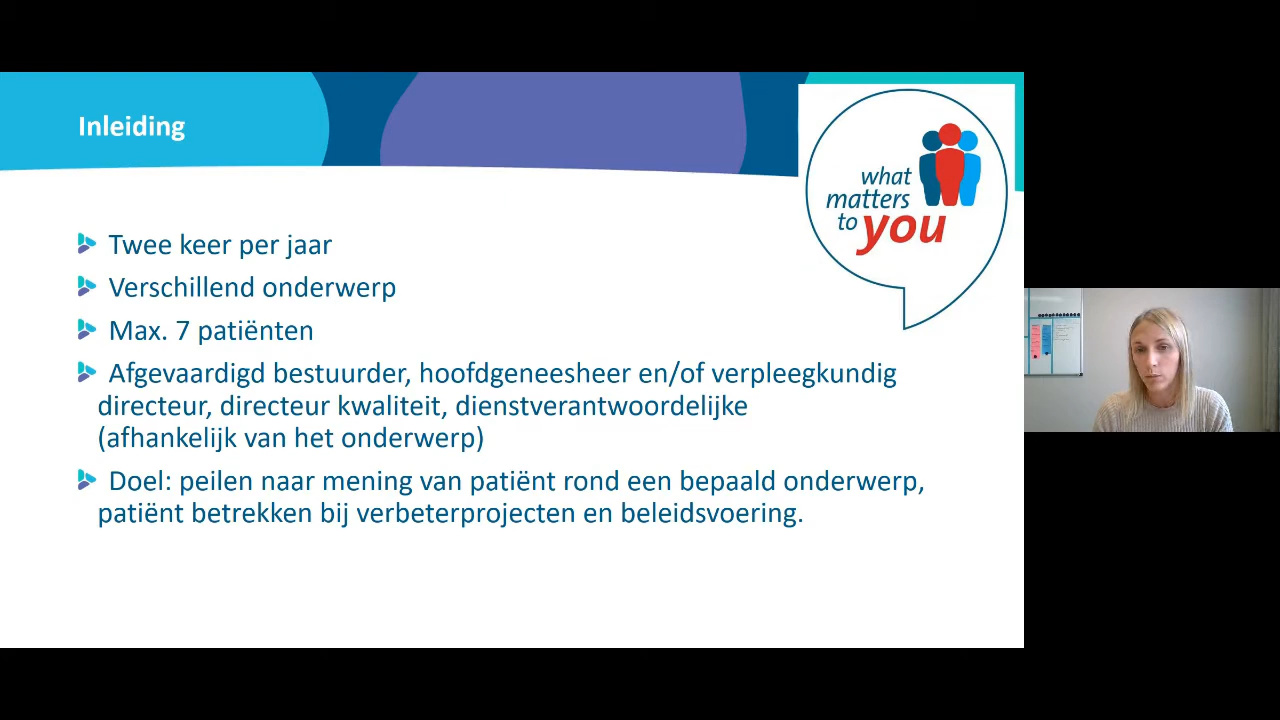 Inleiding
what
matters
to you
Twee keer per jaar
Verschillend onderwerp
Max. 7 patiënten
Afgevaardigd bestuurder, hoofdgeneesheer en/of verpleegkundig
directeur, directeur kwaliteit, dienstverantwoordelijke
(afhankelijk van het onderwerp)
Doel: peilen naar mening van patiënt rond een bepaald onderwerp,
patiënt betrekken bij verbeterprojecten en beleidsvoering.